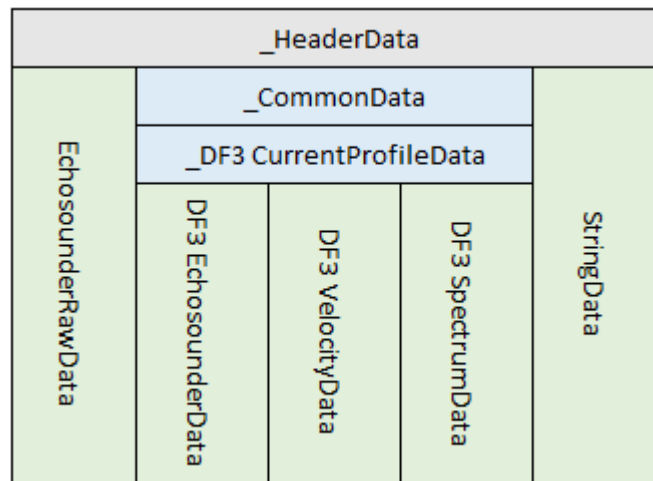 _HeaderData
_CommonData
_DF3 CurrentProfileData
EchosounderRawData
DF3 EchosounderData
DF3 VelocityData
DF3 SpectrumData
StringData